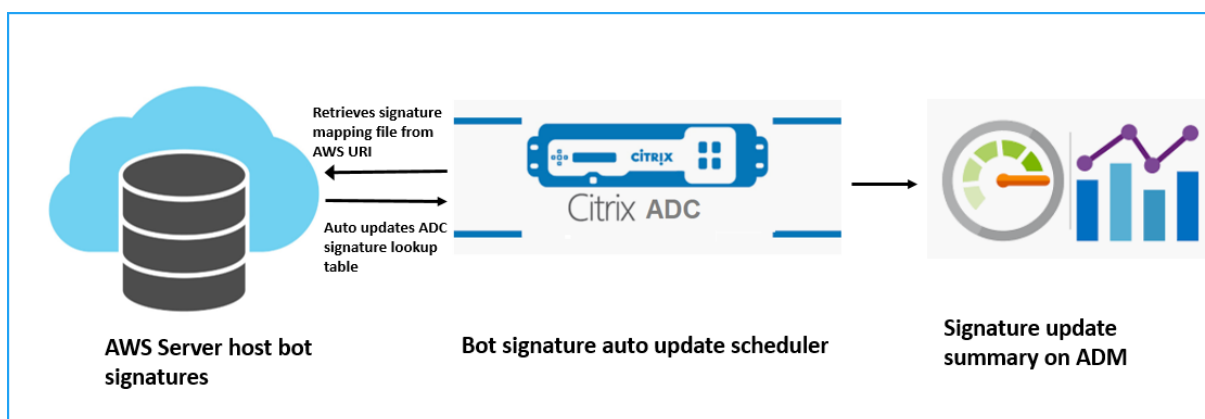 Retrieves signature
mapping file from
AWS URI
Auto updates ADC
signature lookup
table
CITRIX
Citrix ADC
AWS Server host bot
signatures
Bot signature auto update scheduler
Signature update
summary on ADM